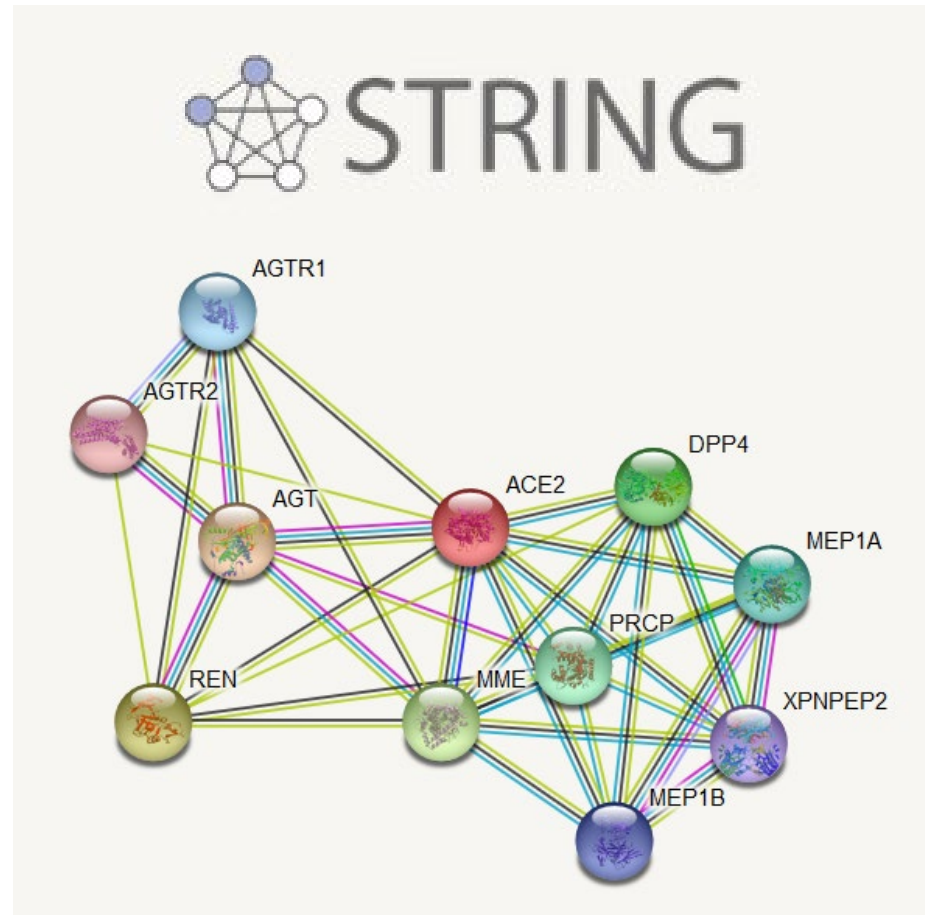 STRING
AGTR1
AGTR2
DPP4
ACE2
AGT
MEP1A
PRCP
REN
MME
XPNPEP2
MEP1B